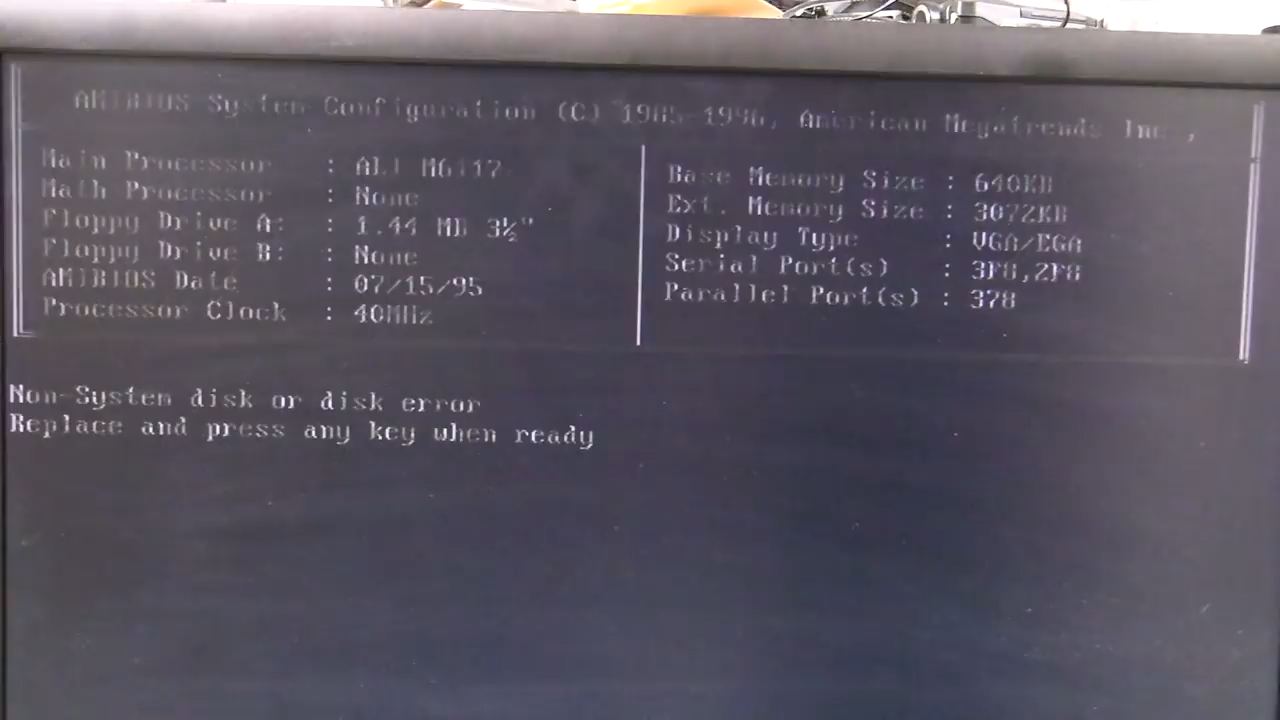 AMIBIOS System Configuration (C) 1985-1996, American Megatrends Inc.,
Main Processor : ALI M6117
Math Processor : None
Floppy Drive A: : 1.44 MB 3½"
Floppy Drive B: : None
AMIBIOS Date : 07/15/95
Processor Clock : 40MHz
Base Memory Size : 640KB
Ext. Memory Size : 3072KB
Display Type : VGA/EGA
Serial Port(s) : 3F8,2F8
Parallel Port(s) : 378
Non-System disk or disk error
Replace and press any key when ready